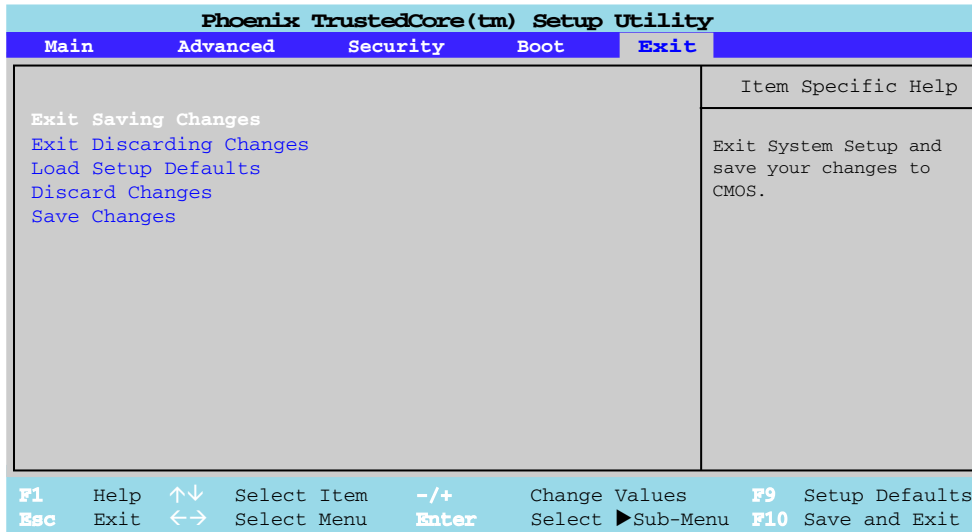 Phoenix TrustedCore(tm) Setup Utility
Main Advanced Security Boot Exit
Item Specific Help
Exit Saving Changes
Exit Discarding Changes
Load Setup Defaults
Discard Changes
Save Changes
Exit System Setup and
save your changes to
CMOS.
F1 Help ↑↓ Select Item -/+ Change Values F9 Setup Defaults
Esc Exit ←→ Select Menu Enter Select ▶Sub-Menu F10 Save and Exit